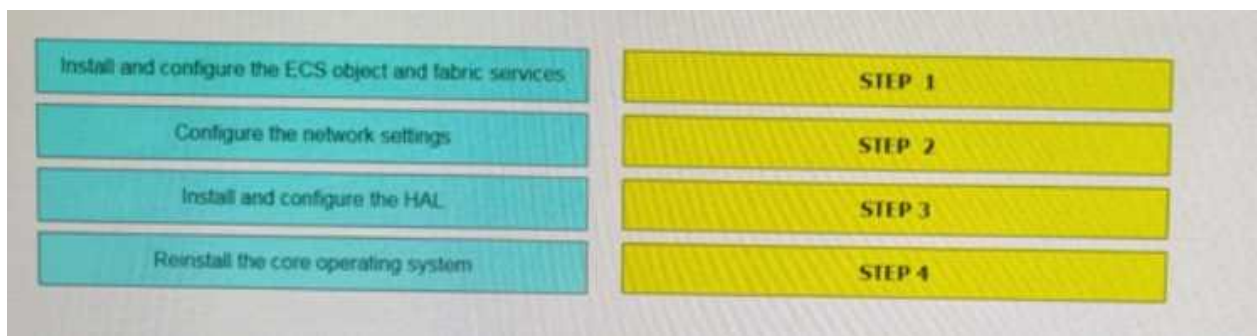 Install and configure the ECS object and fabric services
STEP 1
Configure the network settings
STEP 2
Install and configure the HAL
STEP 3
Reinstall the core operating system
STEP 4